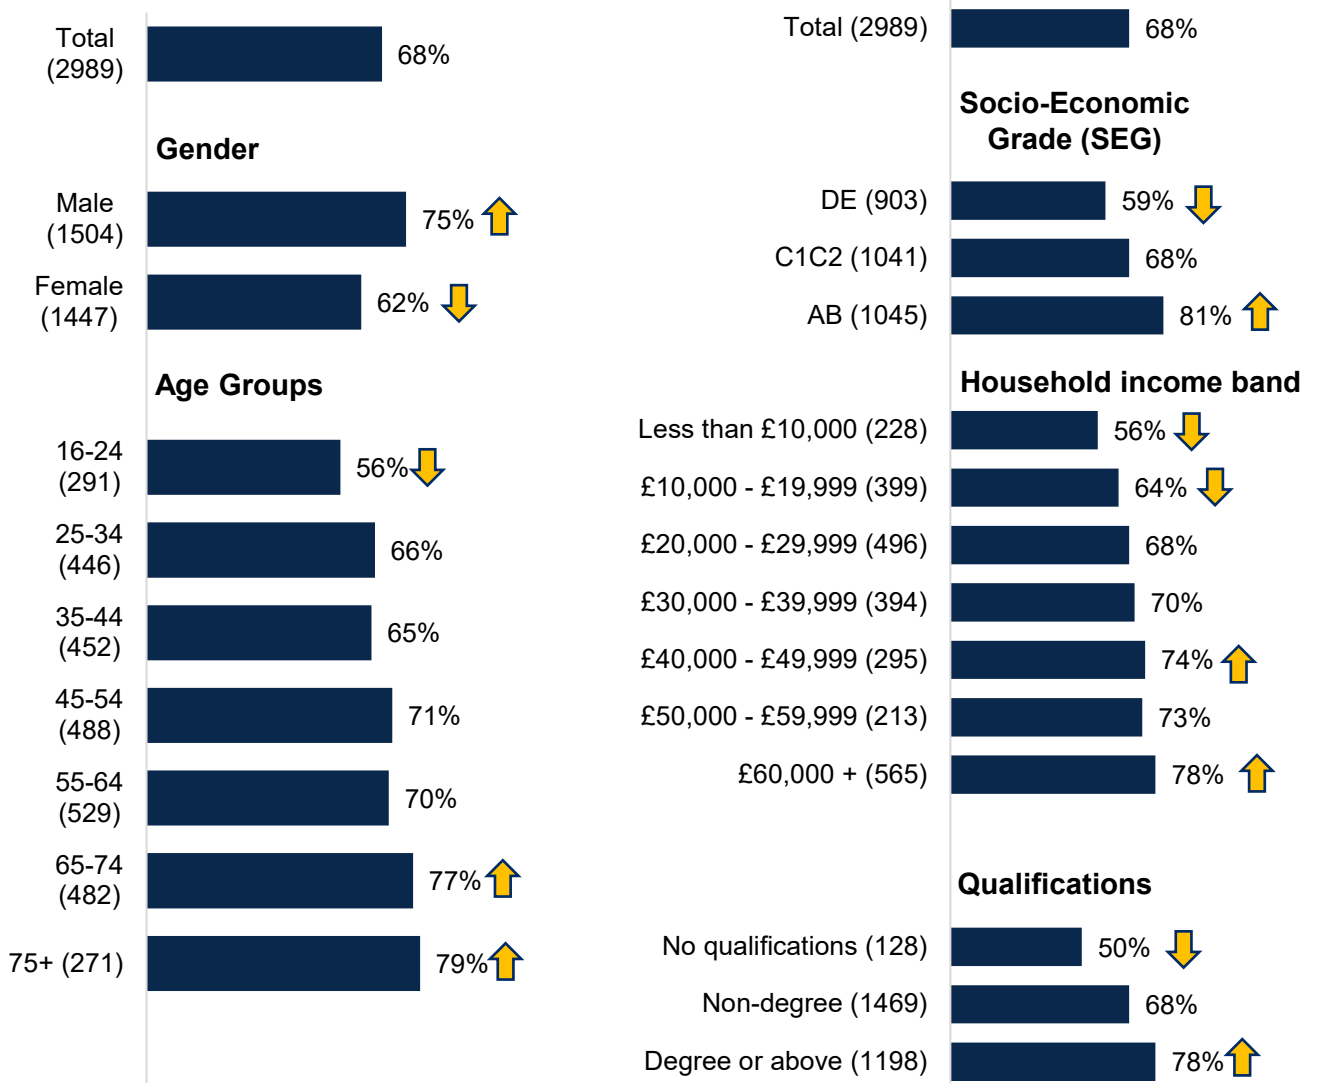 Total
(2989)
68%
Gender
Male
(1504)
75%
Female
(1447)
62%
Age Groups
16-24
(291)
56%
25-34
(446)
66%
35-44
(452)
65%
45-54
(488)
71%
55-64
(529)
70%
65-74
(482)
77%
75+ (271)
79%
Total (2989)
68%
Socio-Economic
Grade (SEG)
DE (903)
59%
C1C2 (1041)
68%
AB (1045)
81%
Household income band
Less than £10,000 (228)
56%
£10,000 - £19,999 (399)
64%
£20,000 - £29,999 (496)
68%
£30,000 - £39,999 (394)
70%
£40,000 - £49,999 (295)
74%
£50,000 - £59,999 (213)
73%
£60,000 + (565)
78%
Qualifications
No qualifications (128)
50%
Non-degree (1469)
68%
Degree or above (1198)
78%